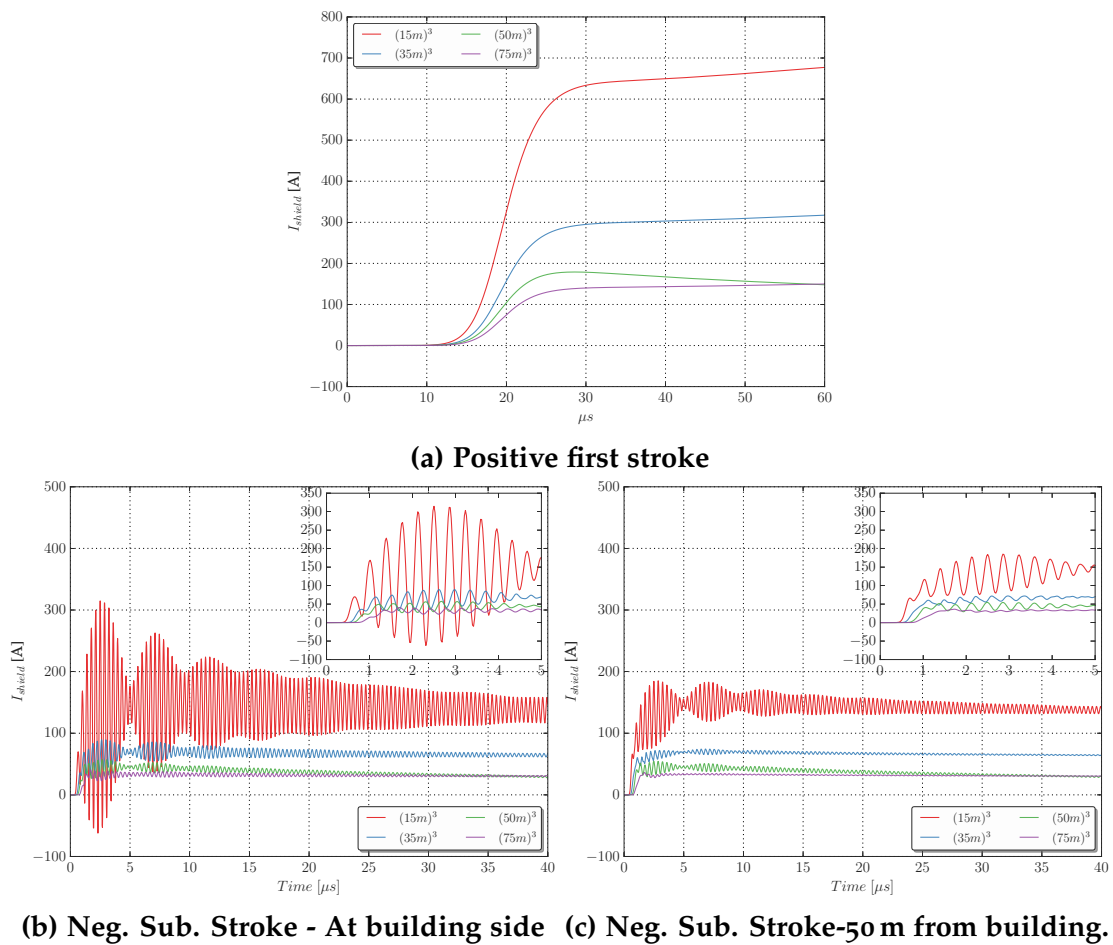 800
700
600
500
400
300
200
100
0
−100
I_shield [A]
(15m)³ (50m)³
(35m)³ (75m)³
0 10 20 30 40 50 60
μs
(a) Positive first stroke
500
400
300
200
100
0
−100
I_shield [A]
350
300
250
200
150
100
50
0
−50
−100
0 1 2 3 4 5
(15m)³ (50m)³
(35m)³ (75m)³
0 5 10 15 20 25 30 35 40
Time [μs]
(b) Neg. Sub. Stroke - At building side
500
400
300
200
100
0
−100
I_shield [A]
350
300
250
200
150
100
50
0
−50
−100
0 1 2 3 4 5
(15m)³ (50m)³
(35m)³ (75m)³
0 5 10 15 20 25 30 35 40
Time [μs]
(c) Neg. Sub. Stroke-50 m from building.